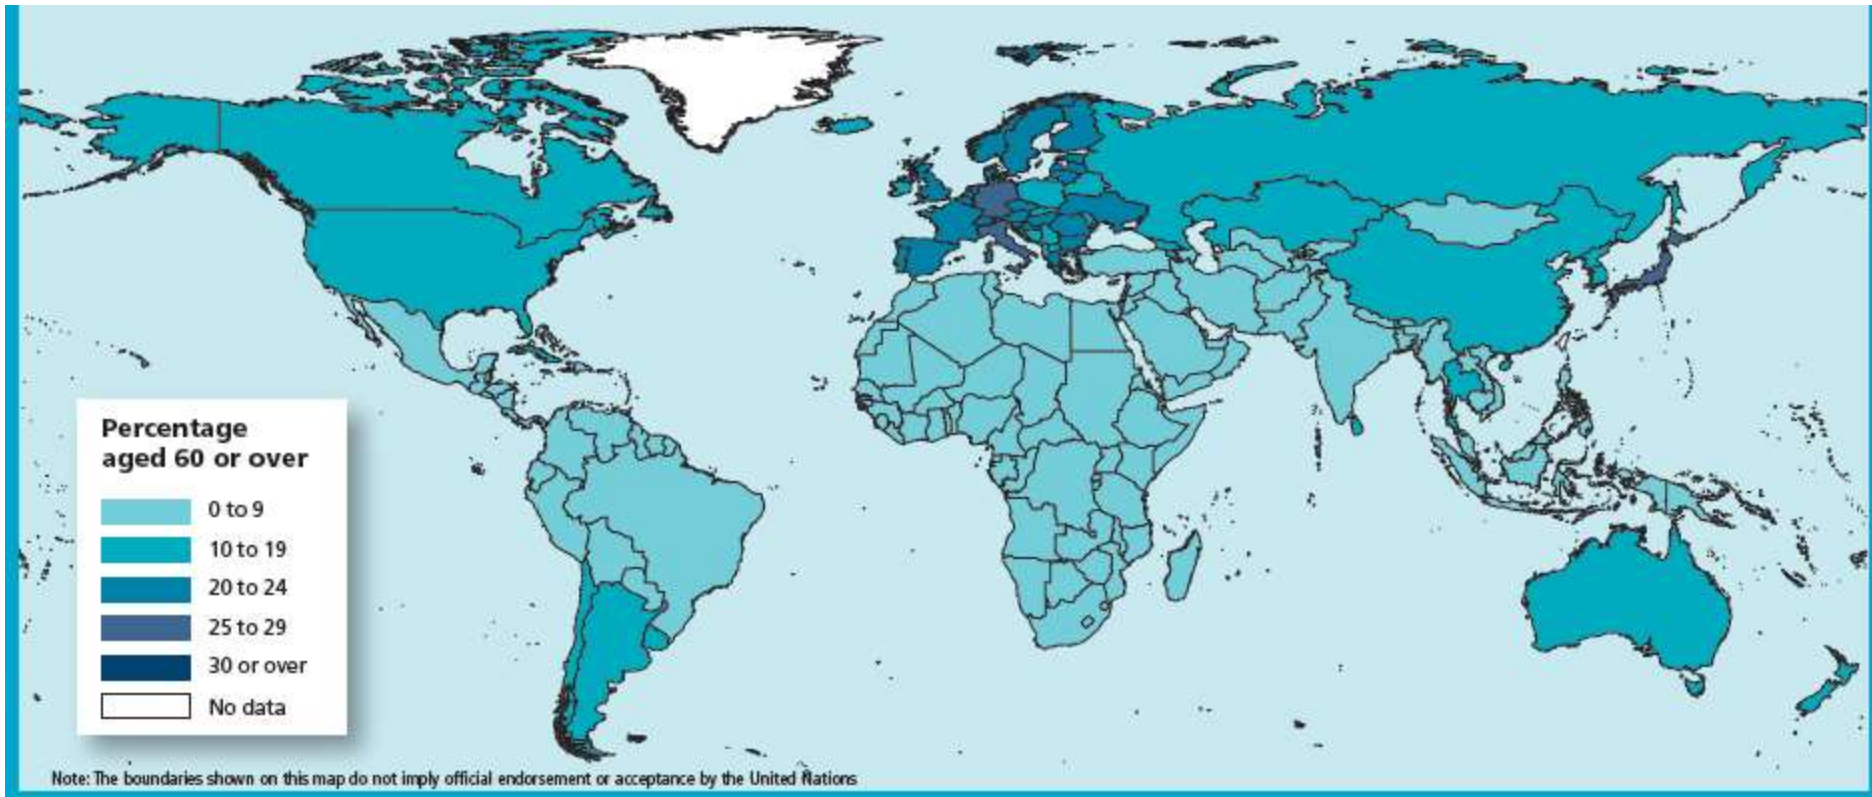 Percentage
aged 60 or over
0 to 9
10 to 19
20 to 24
25 to 29
30 or over
No data
Note: The boundaries shown on this map do not imply official endorsement or acceptance by the United Nations